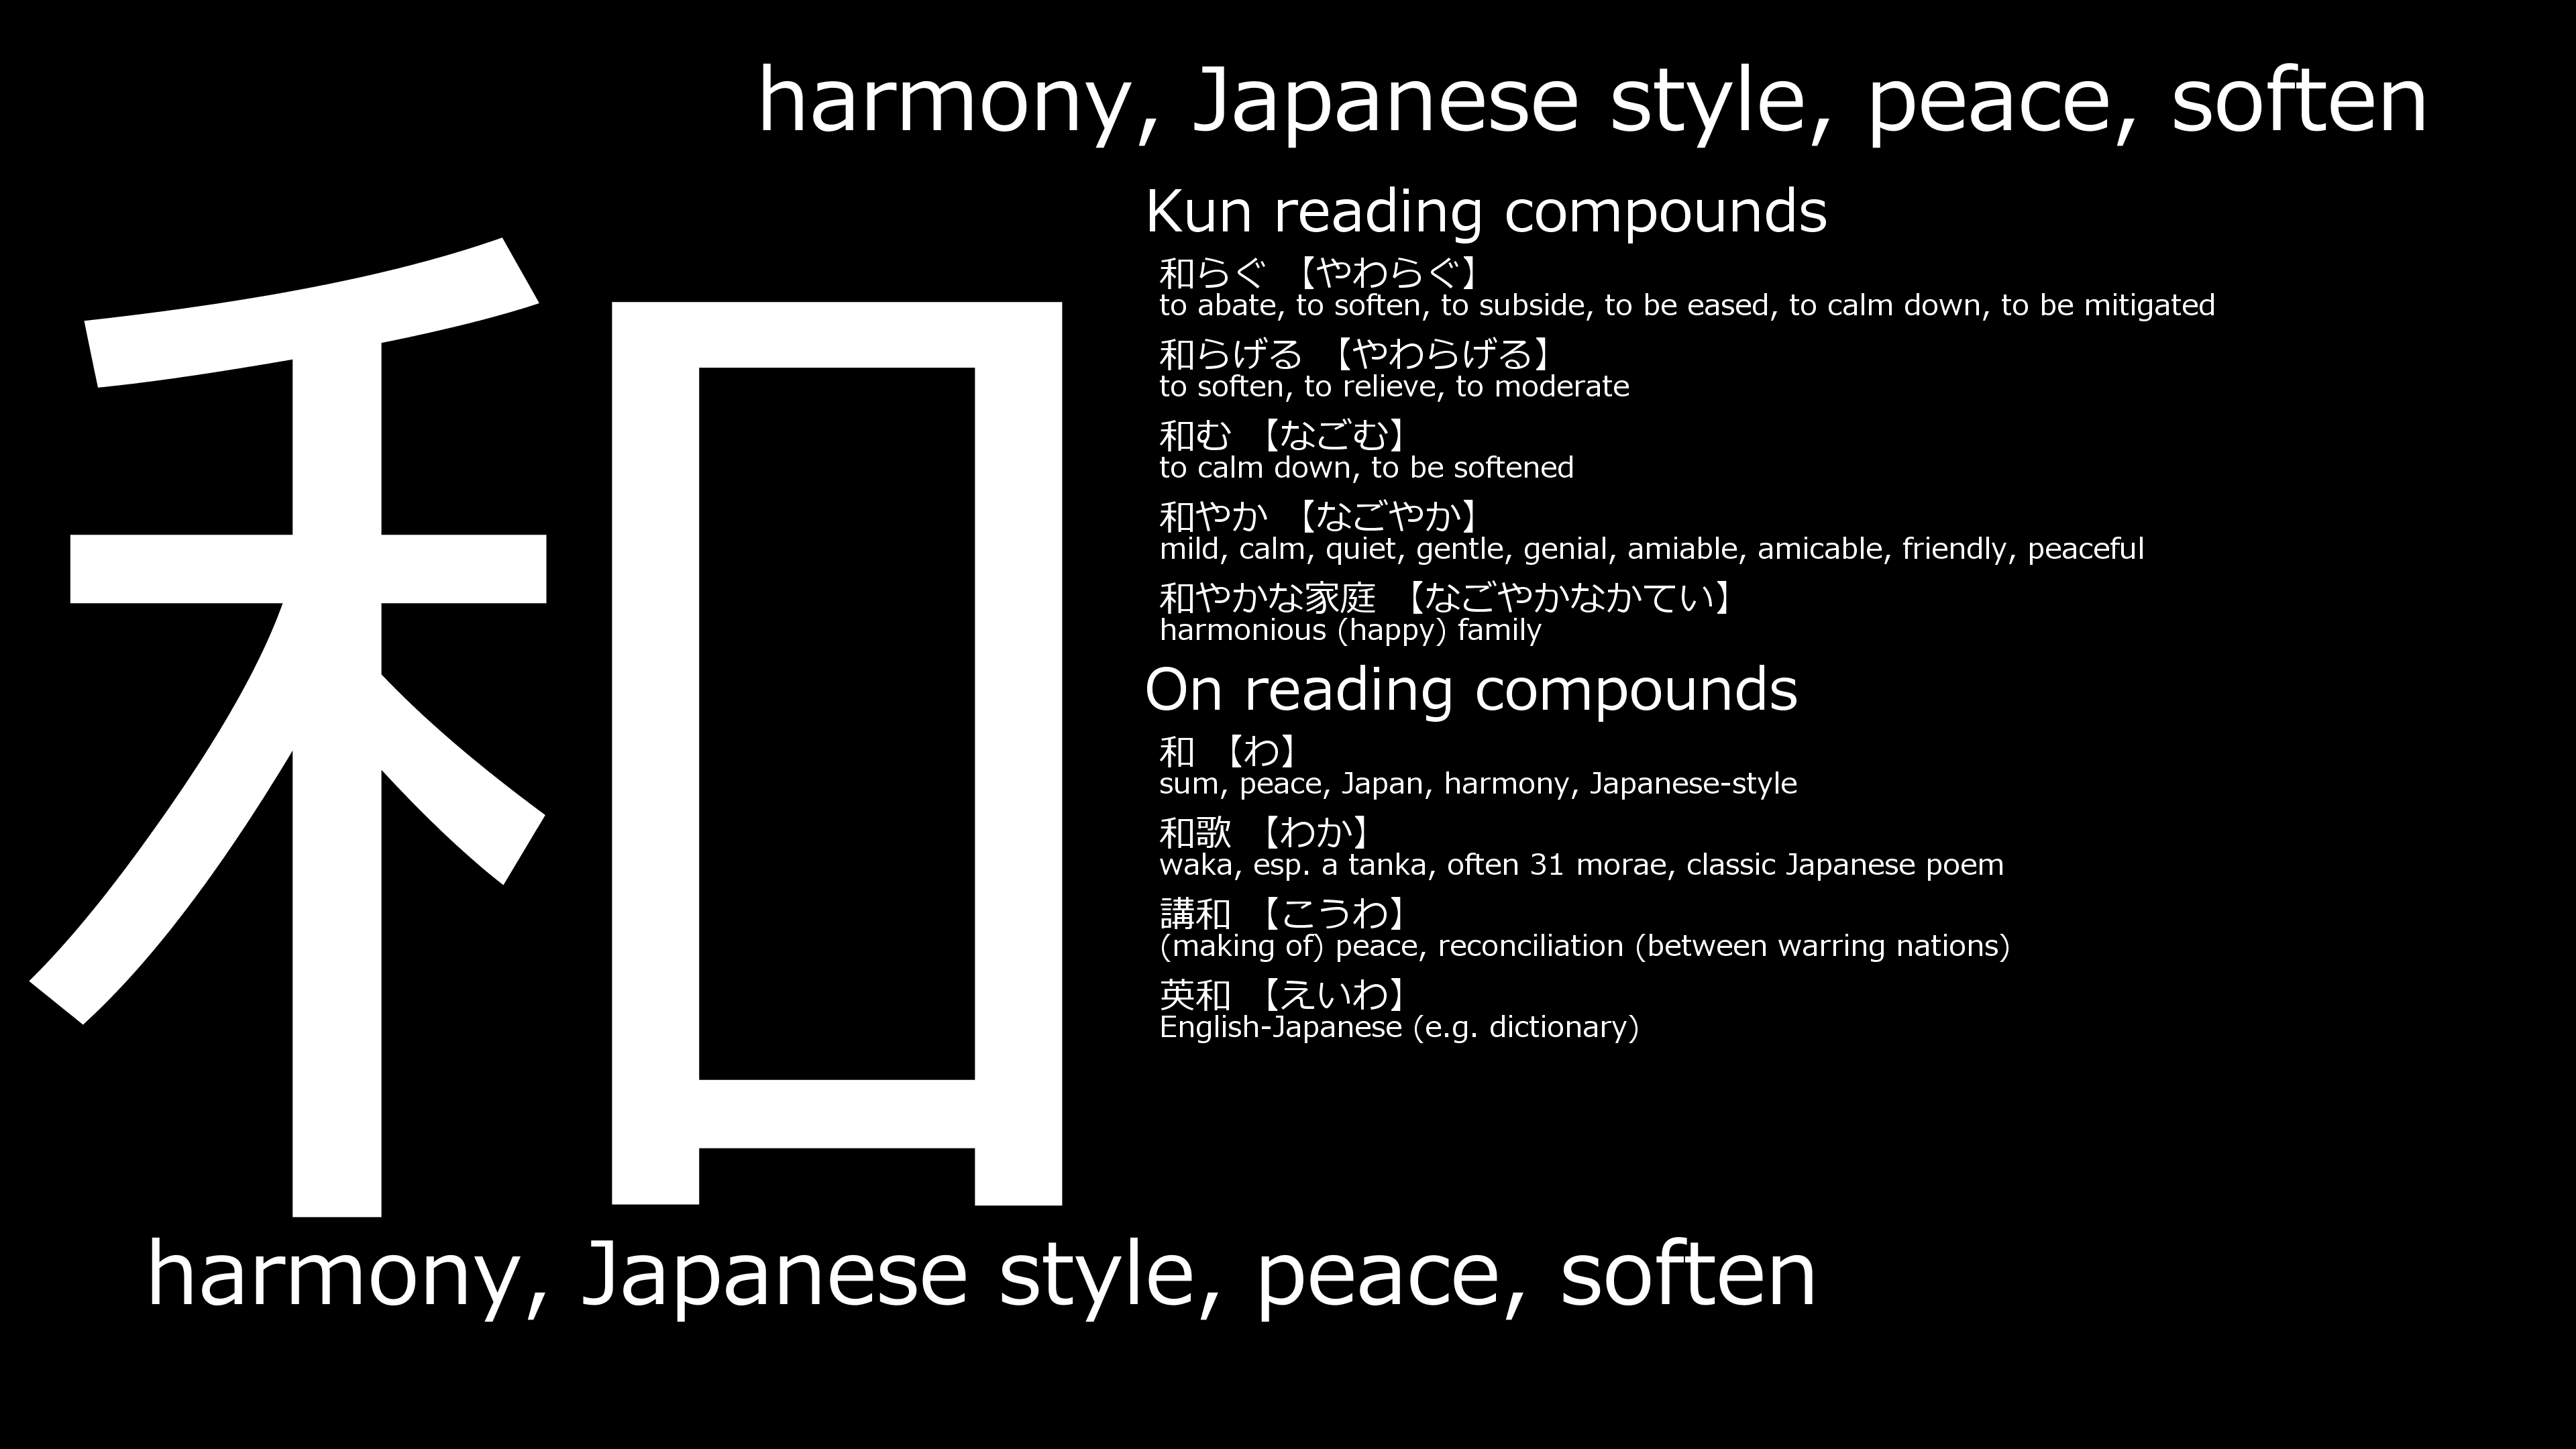 harmony, Japanese style, peace, soften
和
Kun reading compounds
和らぐ 【やわらぐ】
to abate, to soften, to subside, to be eased, to calm down, to be mitigated
和らげる 【やわらげる】
to soften, to relieve, to moderate
和む 【なごむ】
to calm down, to be softened
和やか 【なごやか】
mild, calm, quiet, gentle, genial, amiable, amicable, friendly, peaceful
和やかな家庭 【なごやかなかてい】
harmonious (happy) family
On reading compounds
和 【わ】
sum, peace, Japan, harmony, Japanese-style
和歌 【わか】
waka, esp. a tanka, often 31 morae, classic Japanese poem
講和 【こうわ】
(making of) peace, reconciliation (between warring nations)
英和 【えいわ】
English-Japanese (e.g. dictionary)
harmony, Japanese style, peace, soften